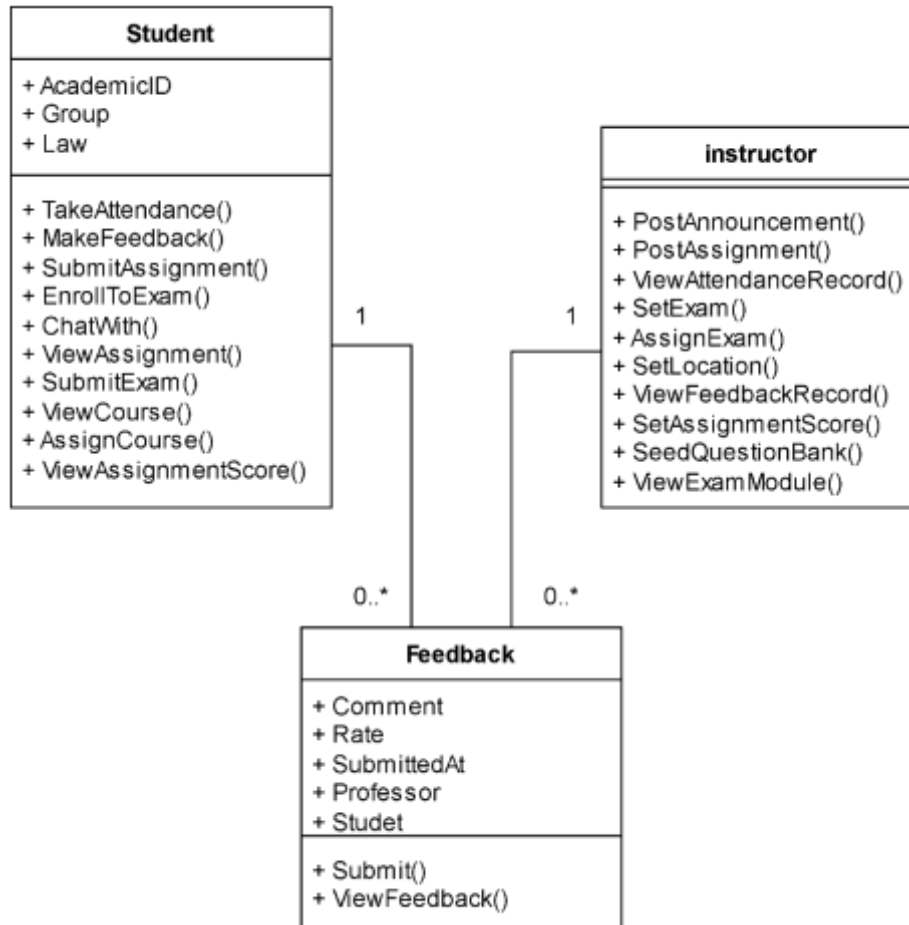 Student
+ AcademicID
+ Group
+ Law
+ TakeAttendance()
+ MakeFeedback()
+ SubmitAssignment()
+ EnrollToExam()
+ ChatWith()
+ ViewAssignment()
+ SubmitExam()
+ ViewCourse()
+ AssignCourse()
+ ViewAssignmentScore()
instructor
+ PostAnnouncement()
+ PostAssignment()
+ ViewAttendanceRecord()
+ SetExam()
+ AssignExam()
+ SetLocation()
+ ViewFeedbackRecord()
+ SetAssignmentScore()
+ SeedQuestionBank()
+ ViewExamModule()
1
1
0..*
0..*
Feedback
+ Comment
+ Rate
+ SubmittedAt
+ Professor
+ Studet
+ Submit()
+ ViewFeedback()